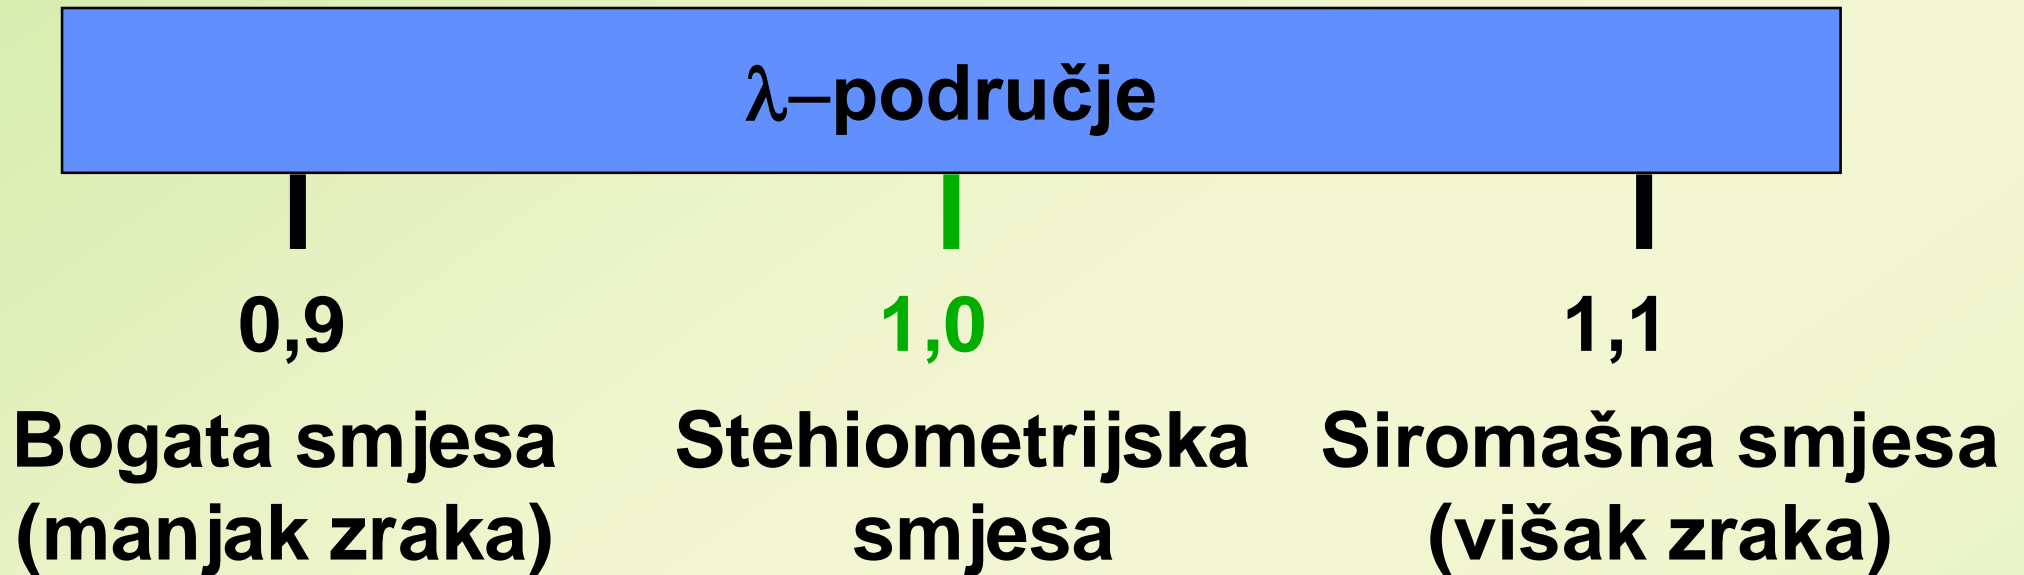 λ–područje
0,9
1,0
1,1
Bogata smjesa
(manjak zraka)
Stehiometrijska
smjesa
Siromašna smjesa
(višak zraka)